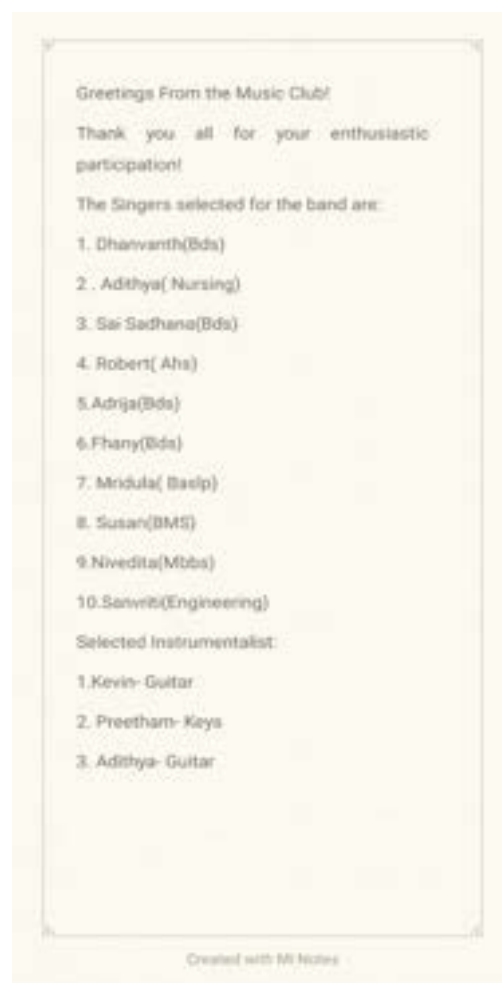 Greetings From the Music Club!
Thank you all for your enthusiastic
participation!
The Singers selected for the band are:
1. Dhanvanth(Bds)
2 . Adithya( Nursing)
3. Sai Sadhana(Bds)
4. Robert( Ahs)
5.Adrija(Bds)
6.Fhany(Bds)
7. Mridula( Baslp)
8. Susan(BMS)
9.Nivedita(Mbbs)
10.Sanvriti(Engineering)
Selected Instrumentalist:
1.Kevin- Guitar
2. Preetham- Keys
3. Adithya- Guitar
Created with Mi Notes